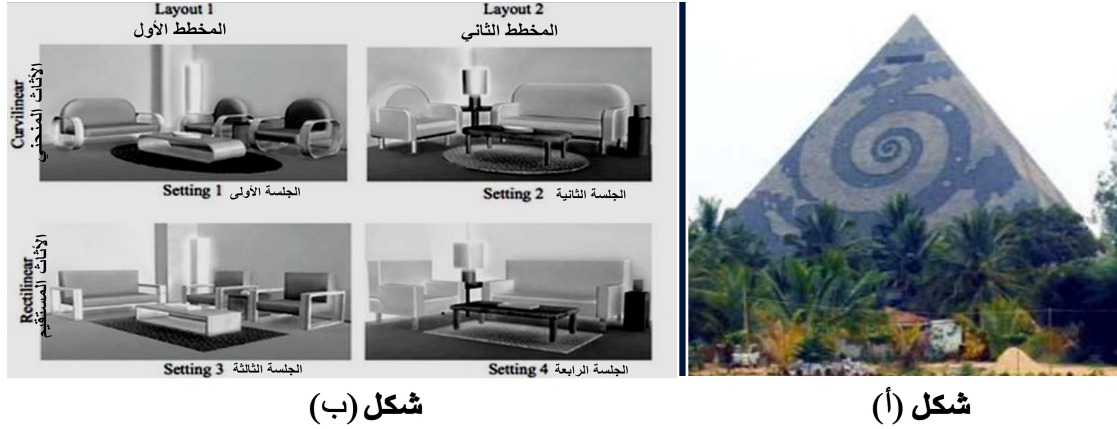 Layout 1
المخطط الأول
Layout 2
المخطط الثاني
Curvilinear
الأثاث المنحني
Setting 1 الجلسة الأولى
Setting 2 الجلسة الثانية
Rectilinear
الأثاث المستقيم
Setting 3 الجلسة الثالثة
Setting 4 الجلسة الرابعة
شكل (أ)
شكل (ب)